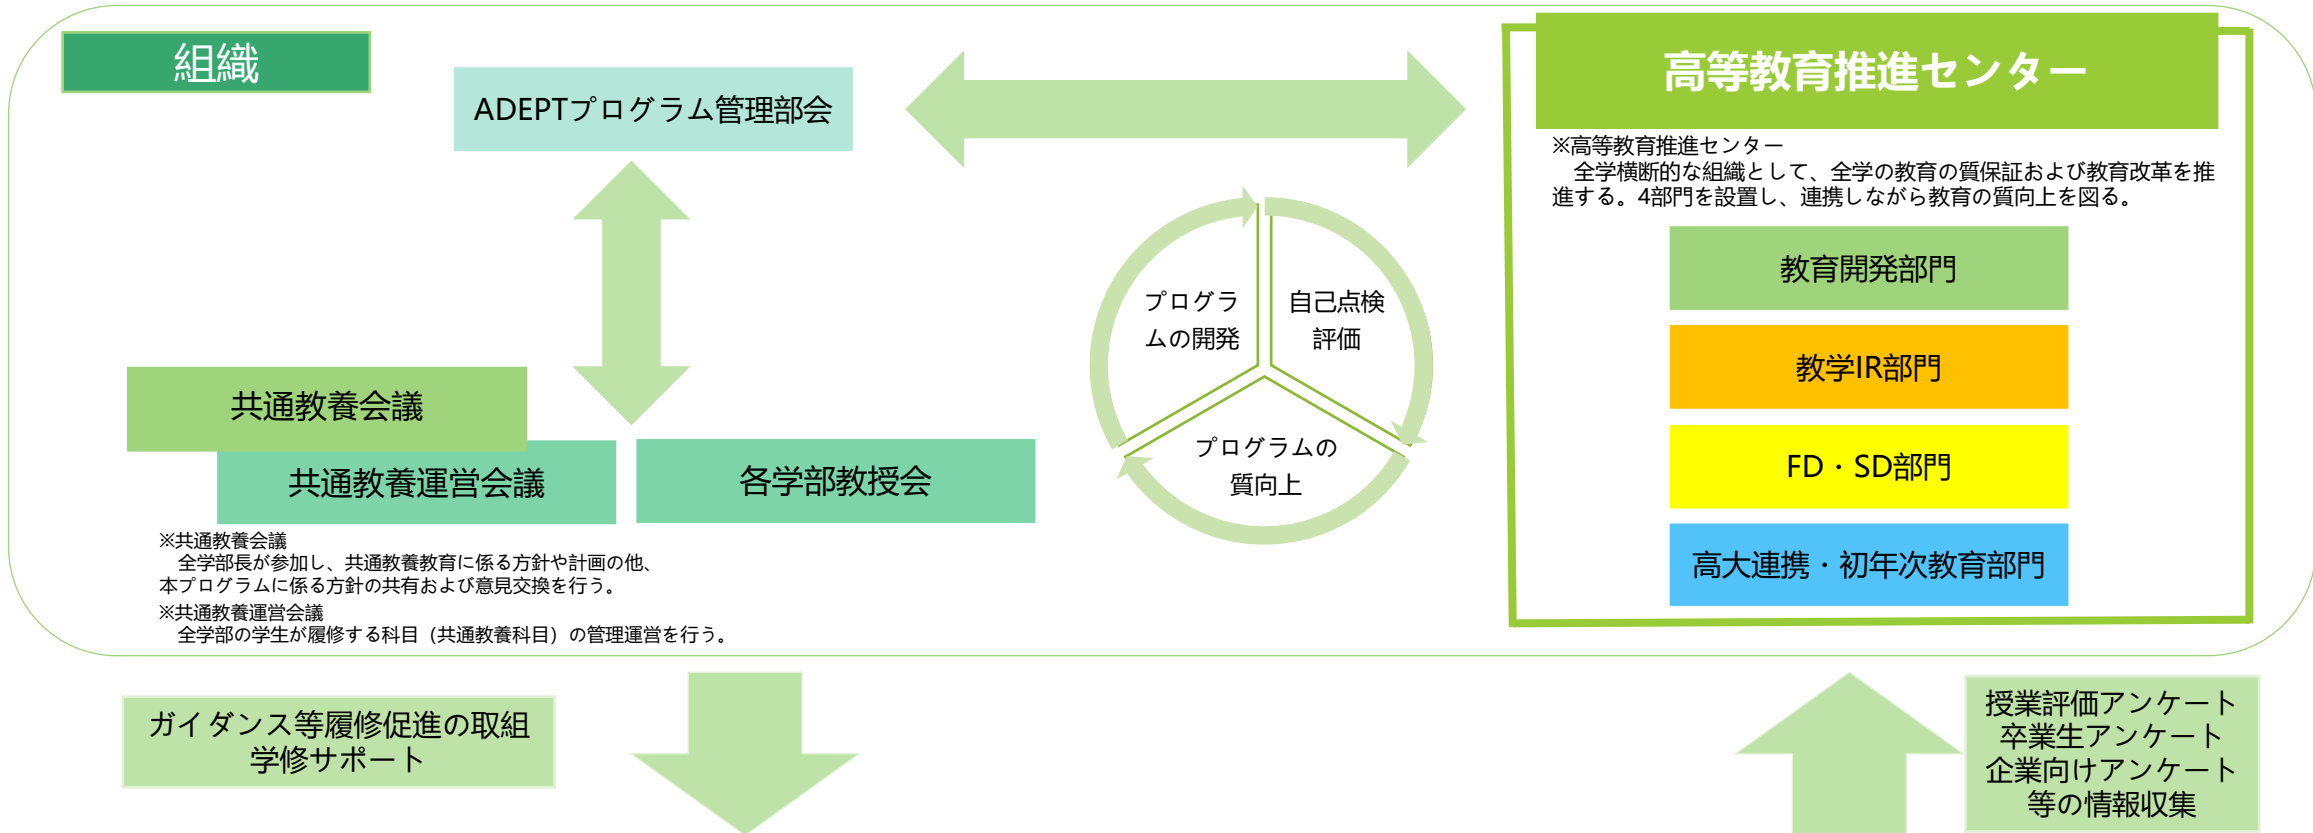 組織
ADEPTプログラム管理部会
共通教養会議
共通教養運営会議
各学部教授会
※共通教養会議
全学部長が参加し、共通教養教育に係る方針や計画の他、
本プログラムに係る方針の共有および意見交換を行う。
※共通教養運営会議
全学部の学生が履修する科目（共通教養科目）の管理運営を行う。
プログラ
ムの開発
自己点検
評価
プログラムの
質向上
高等教育推進センター
※高等教育推進センター
全学横断的な組織として、全学の教育の質保証および教育改革を推
進する。4部門を設置し、連携しながら教育の質向上を図る。
教育開発部門
教学IR部門
FD・SD部門
高大連携・初年次教育部門
ガイダンス等履修促進の取組
学修サポート
授業評価アンケート
卒業生アンケート
企業向けアンケート
等の情報収集